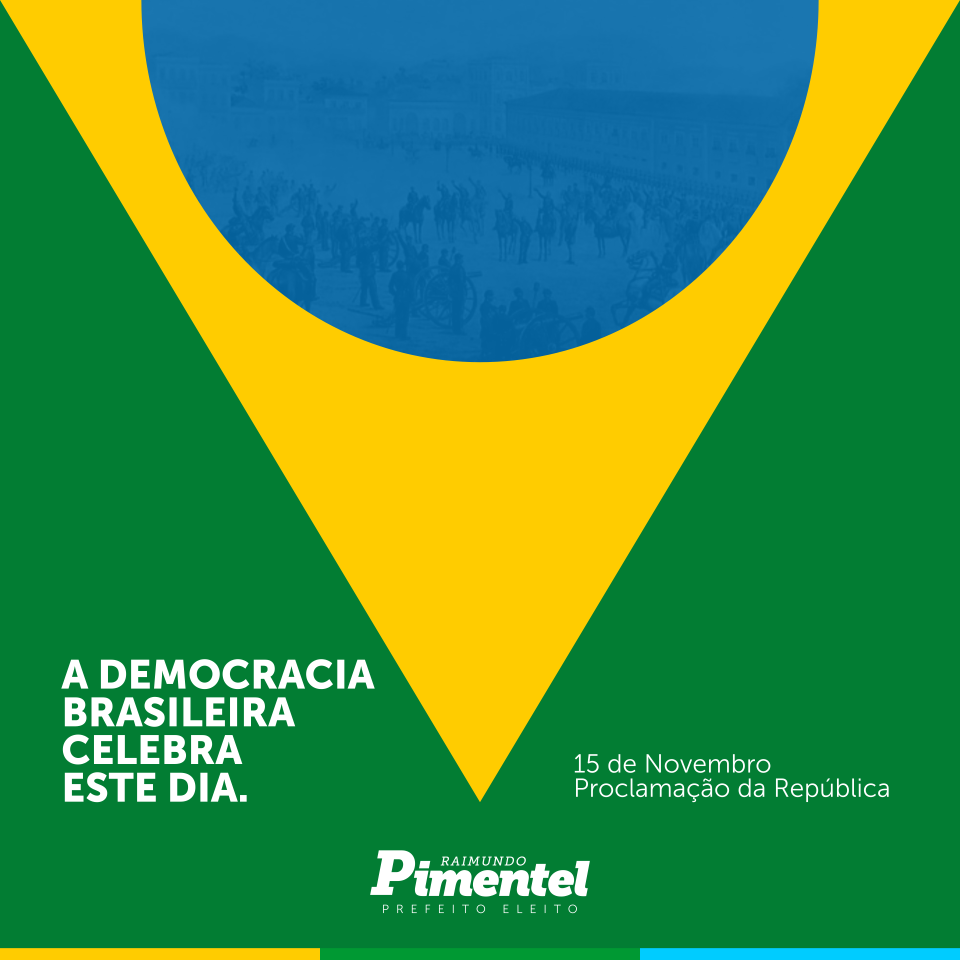 A DEMOCRACIA
BRASILEIRA
CELEBRA
ESTE DIA.
15 de Novembro
Proclamação da República
RAIMUNDO
Pimentel
PREFEITO ELEITO